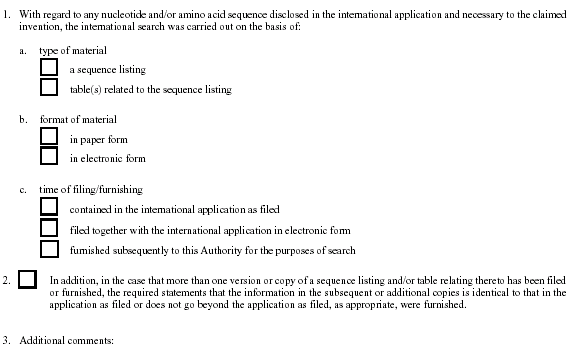 1. With regard to any nucleotide and/or amino acid sequence disclosed in the international application and necessary to the claimed
invention, the international search was carried out on the basis of:
a. type of material
a sequence listing
table(s) related to the sequence listing
b. format of material
in paper form
in electronic form
c. time of filing/furnishing
contained in the international application as filed
filed together with the international application in electronic form
furnished subsequently to this Authority for the purposes of search
2. In addition, in the case that more than one version or copy of a sequence listing and/or table relating thereto has been filed
or furnished, the required statements that the information in the subsequent or additional copies is identical to that in the
application as filed or does not go beyond the application as filed, as appropriate, were furnished.
3. Additional comments: